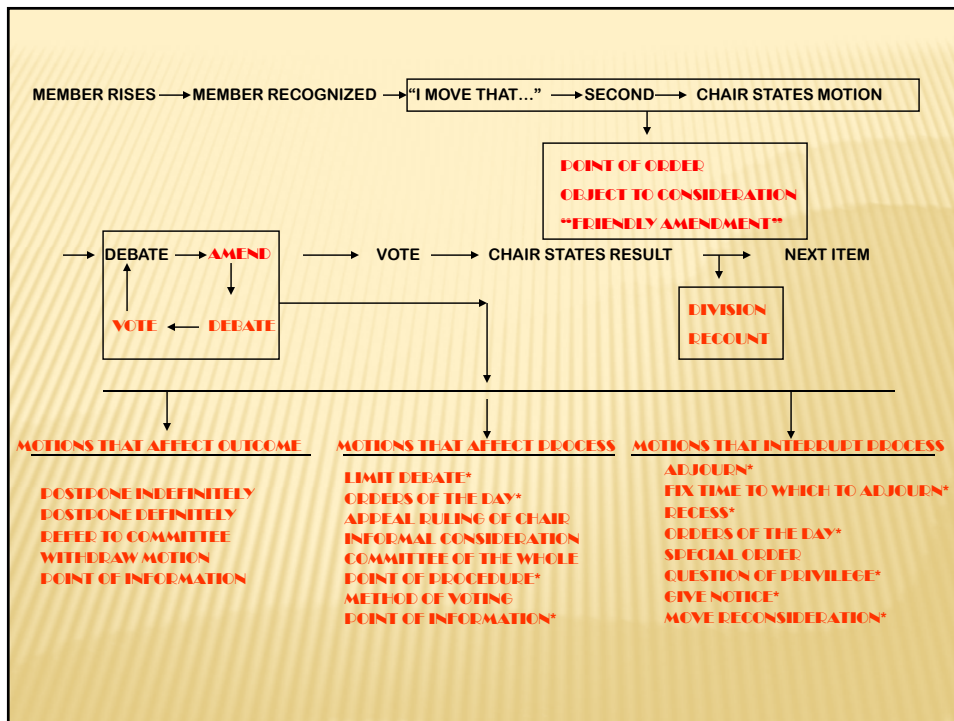 MEMBER RISES MEMBER RECOGNIZED “I MOVE THAT…” SECOND CHAIR STATES MOTION
POINT OF ORDER
OBJECT TO CONSIDERATION
“FRIENDLY AMENDMENT”
DEBATE AMEND VOTE CHAIR STATES RESULT NEXT ITEM
VOTE DEBATE
DIVISION
RECOUNT
MOTIONS THAT AFFECT OUTCOME
POSTPONE INDEFINITELY
POSTPONE DEFINITELY
REFER TO COMMITTEE
WITHDRAW MOTION
POINT OF INFORMATION
MOTIONS THAT AFFECT PROCESS
LIMIT DEBATE*
ORDERS OF THE DAY*
APPEAL RULING OF CHAIR
INFORMAL CONSIDERATION
COMMITTEE OF THE WHOLE
POINT OF PROCEDURE*
METHOD OF VOTING
POINT OF INFORMATION*
MOTIONS THAT INTERRUPT PROCESS
ADJOURN*
FIX TIME TO WHICH TO ADJOURN*
RECESS*
ORDERS OF THE DAY*
SPECIAL ORDER
QUESTION OF PRIVILEGE*
GIVE NOTICE*
MOVE RECONSIDERATION*